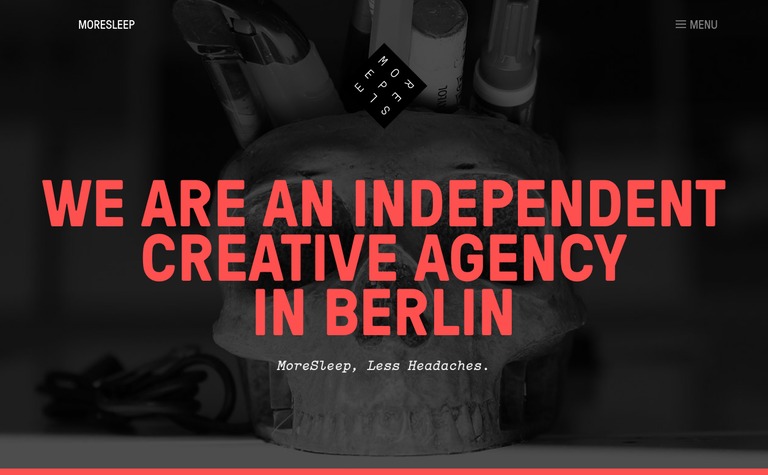 MORESLEEP
MENU
MORE
SLEEP
WE ARE AN INDEPENDENT
CREATIVE AGENCY
IN BERLIN
MoreSleep, Less Headaches.